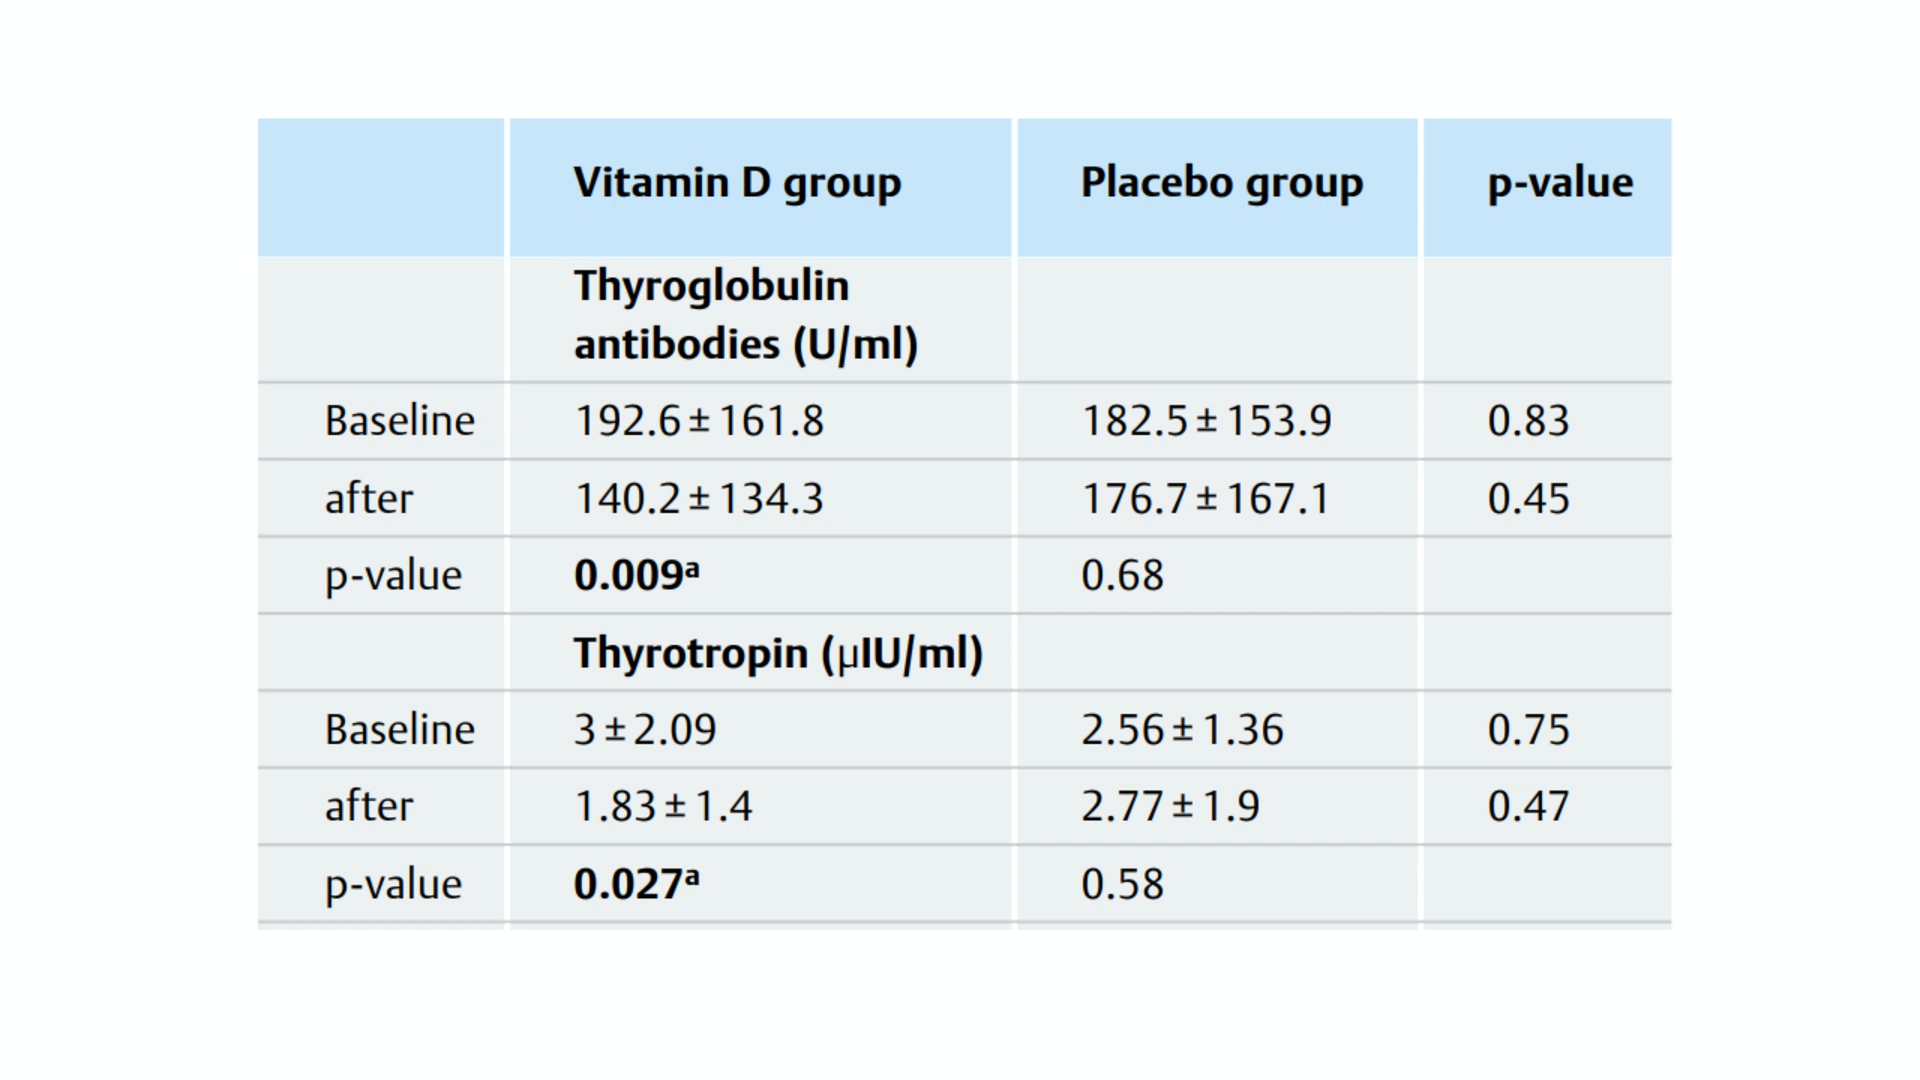 Vitamin D group Placebo group p-value
Thyroglobulin
antibodies (U/ml)
Baseline 192.6 ± 161.8 182.5 ± 153.9 0.83
after 140.2 ± 134.3 176.7 ± 167.1 0.45
p-value 0.009ᵃ 0.68
Thyrotropin (μIU/ml)
Baseline 3 ± 2.09 2.56 ± 1.36 0.75
after 1.83 ± 1.4 2.77 ± 1.9 0.47
p-value 0.027ᵃ 0.58